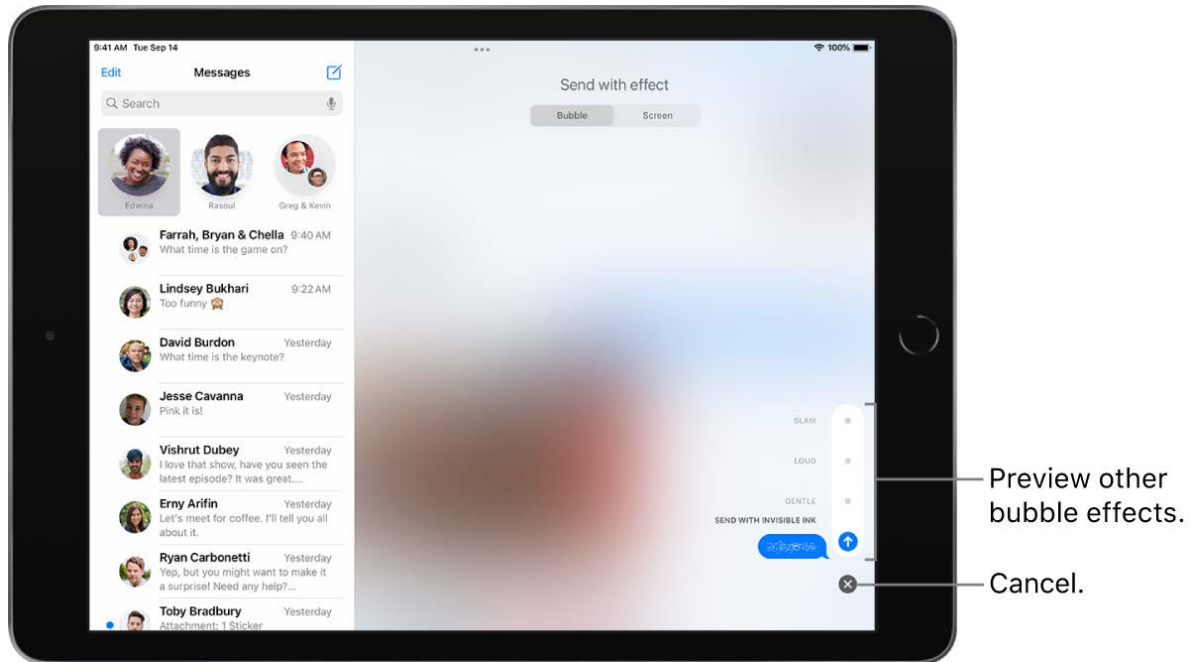 9:41 AM Tue Sep 14
100%
Edit
Messages
Search
Edwina
Rasoul
Greg & Kevin
Farrah, Bryan & Chella 9:40 AM
What time is the game on?
Lindsey Bukhari 9:22 AM
Too funny 🙈
David Burdon Yesterday
What time is the keynote?
Jesse Cavanna Yesterday
Pink it is!
Vishrut Dubey Yesterday
I love that show, have you seen the
latest episode? It was great....
Erny Arifin Yesterday
Let's meet for coffee. I'll tell you all
about it.
Ryan Carbonetti Yesterday
Yep, but you might want to make it
a surprise! Need any help?...
Toby Bradbury Yesterday
Attachment: 1 Sticker
Send with effect
Bubble Screen
SLAM
LOUD
GENTLE
SEND WITH INVISIBLE INK
Preview other
bubble effects.
Cancel.